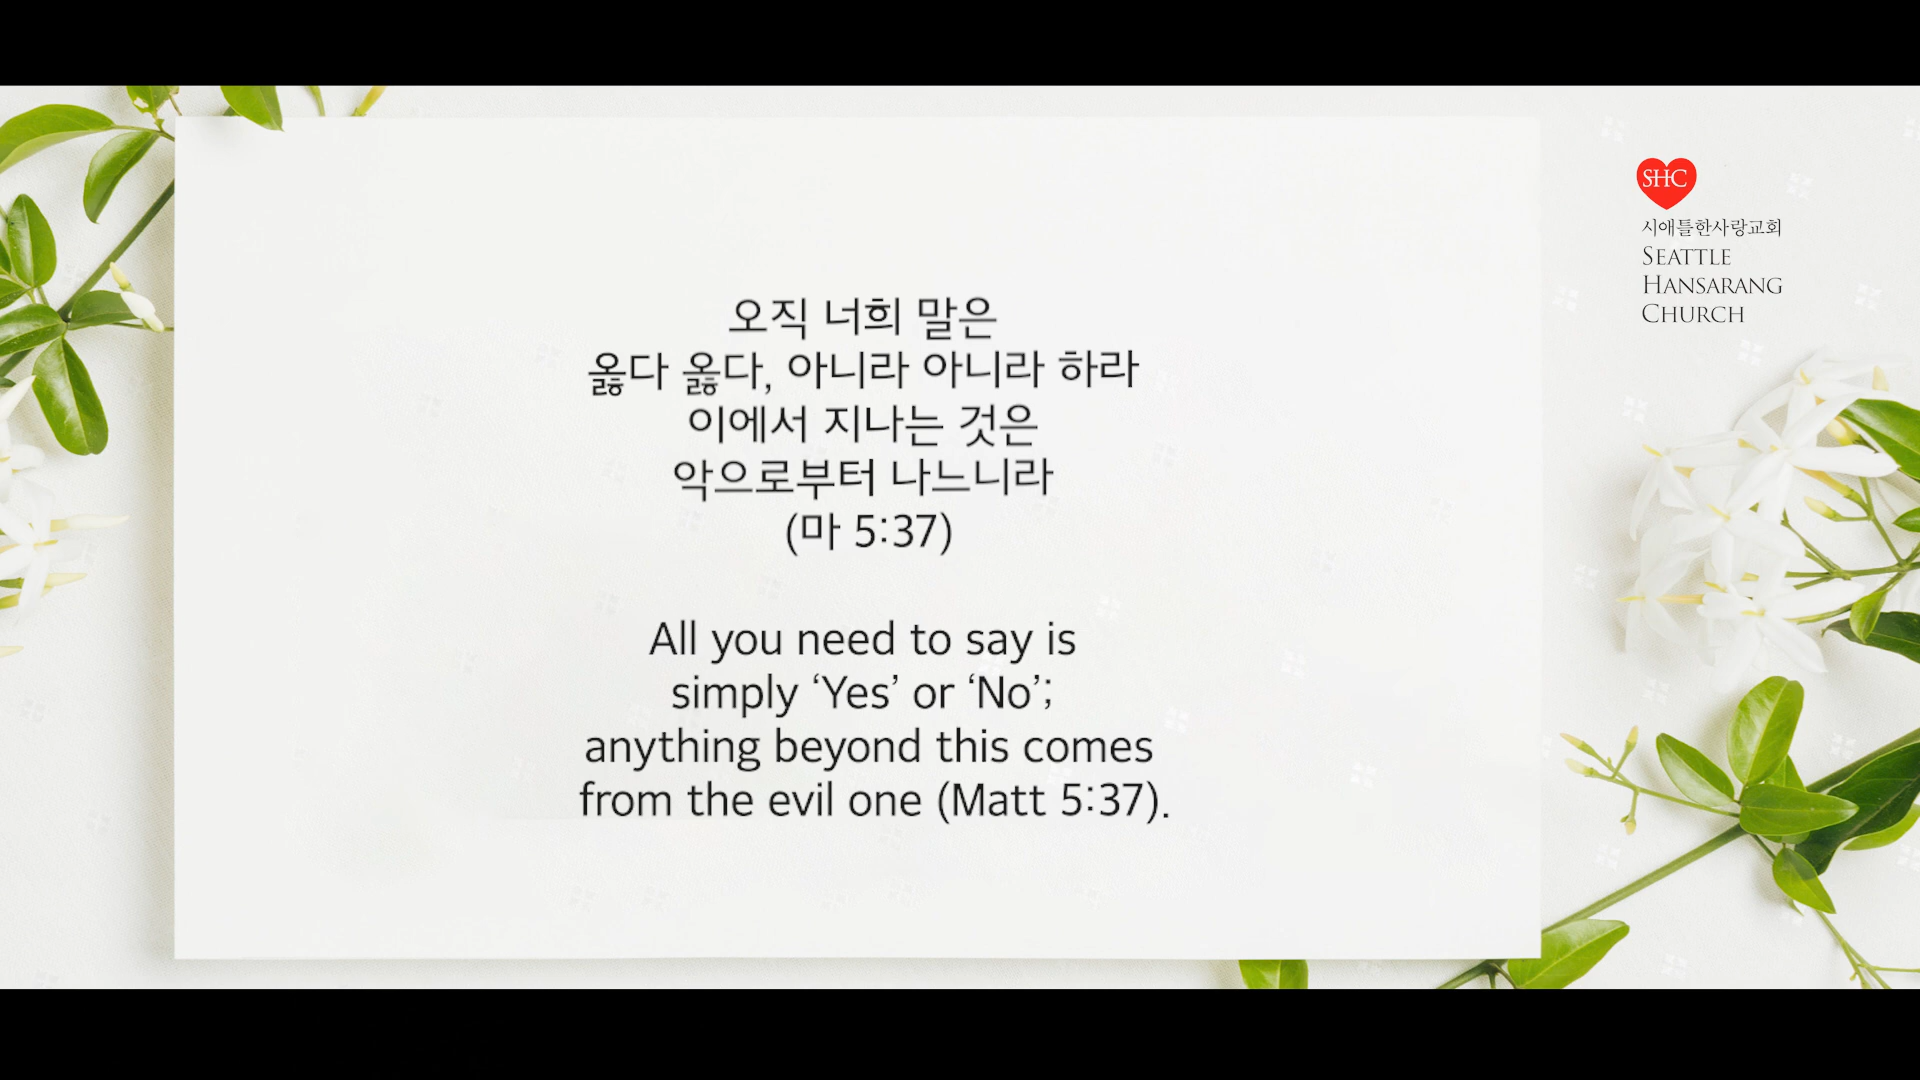 오직 너희 말은
옳다 옳다, 아니라 아니라 하라
이에서 지나는 것은
악으로부터 나느니라
(마 5:37)
All you need to say is
simply ‘Yes’ or ‘No’;
anything beyond this comes
from the evil one (Matt 5:37).
SHC
시애틀한사랑교회
SEATTLE
HANSARANG
CHURCH